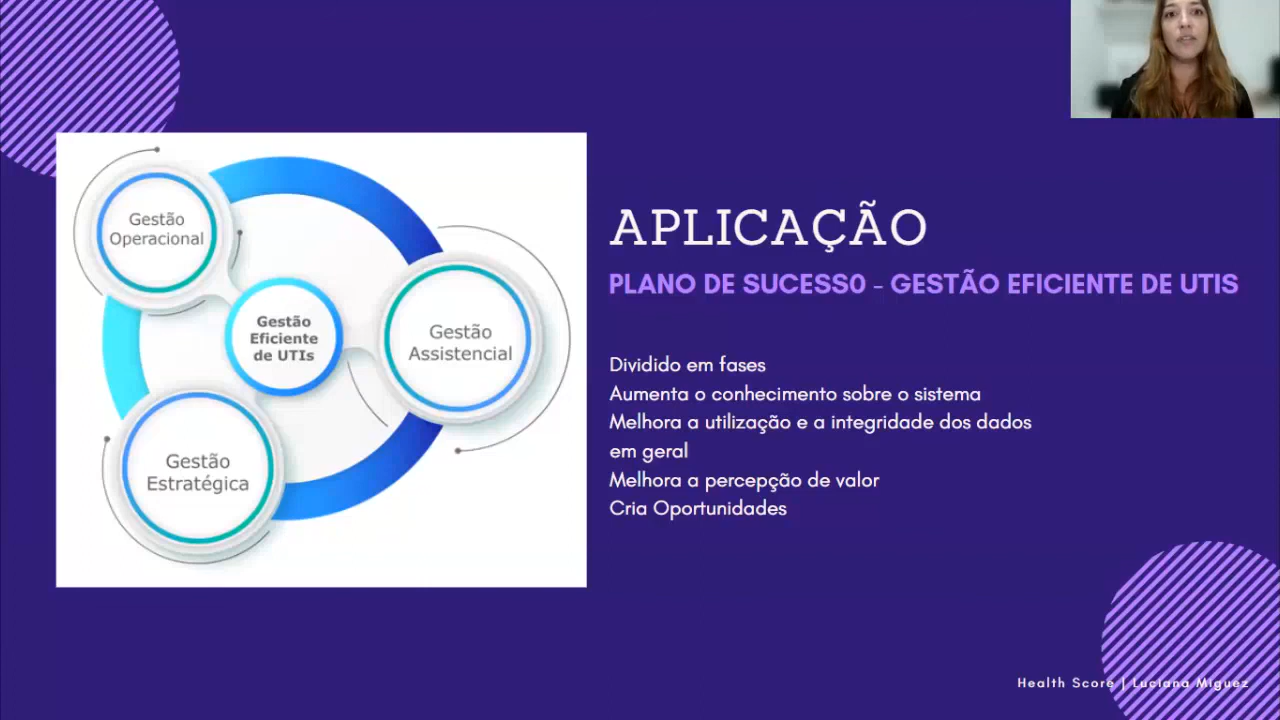 Gestão
Operacional
Gestão
Eficiente
de UTIs
Gestão
Assistencial
Gestão
Estratégica
APLICAÇÃO
PLANO DE SUCESS0 - GESTÃO EFICIENTE DE UTIS
Dividido em fases
Aumenta o conhecimento sobre o sistema
Melhora a utilização e a integridade dos dados
em geral
Melhora a percepção de valor
Cria Oportunidades
Health Score | Luciana Miguez